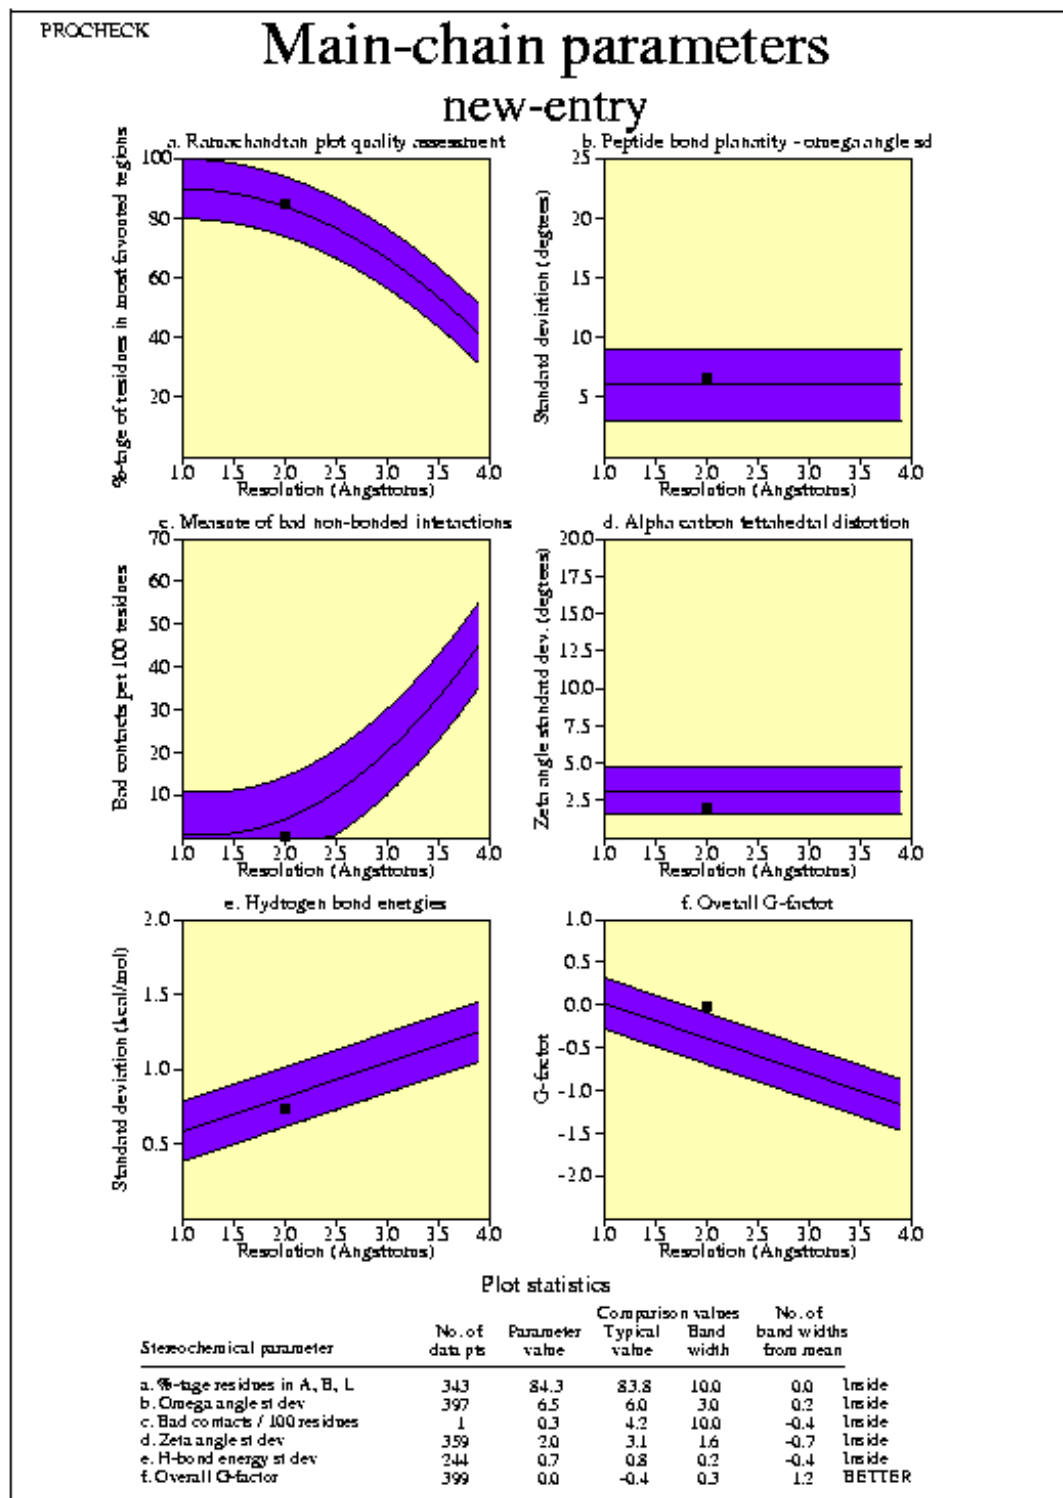 PROCHECK
Main-chain parameters
new-entry
a. Ramachandran plot quality assessment
%-tage of residues in most favoured regions
100
80
60
40
20
1.0 1.5 2.0 2.5 3.0 3.5 4.0
Resolution (Angstroms)
b. Peptide bond planarity - omega angle sd
Standard deviation (degrees)
25
20
15
10
5
1.0 1.5 2.0 2.5 3.0 3.5 4.0
Resolution (Angstroms)
c. Measure of bad non-bonded interactions
Bad contacts per 100 residues
70
60
50
40
30
20
10
1.0 1.5 2.0 2.5 3.0 3.5 4.0
Resolution (Angstroms)
d. Alpha carbon tetrahedral distortion
Zeta angle standard dev. (degrees)
20.0
17.5
15.0
12.5
10.0
7.5
5.0
2.5
1.0 1.5 2.0 2.5 3.0 3.5 4.0
Resolution (Angstroms)
e. Hydrogen bond energies
Standard deviation (kcal/mol)
2.0
1.5
1.0
0.5
1.0 1.5 2.0 2.5 3.0 3.5 4.0
Resolution (Angstroms)
f. Overall G-factor
G-factor
1.0
0.5
0.0
-0.5
-1.0
-1.5
-2.0
1.0 1.5 2.0 2.5 3.0 3.5 4.0
Resolution (Angstroms)
Plot statistics
Comparison values No. of
No. of Parameter Typical Band band widths
Stereochemical parameter data pts value value width from mean
a. %-tage residues in A, B, L 343 84.3 83.8 10.0 0.0 Inside
b. Omega angle st dev 397 6.5 6.0 3.0 0.2 Inside
c. Bad contacts / 100 residues 1 0.3 4.2 10.0 -0.4 Inside
d. Zeta angle st dev 359 2.0 3.1 1.6 -0.7 Inside
e. H-bond energy st dev 244 0.7 0.8 0.2 -0.4 Inside
f. Overall G-factor 399 0.0 -0.4 0.3 1.2 BETTER